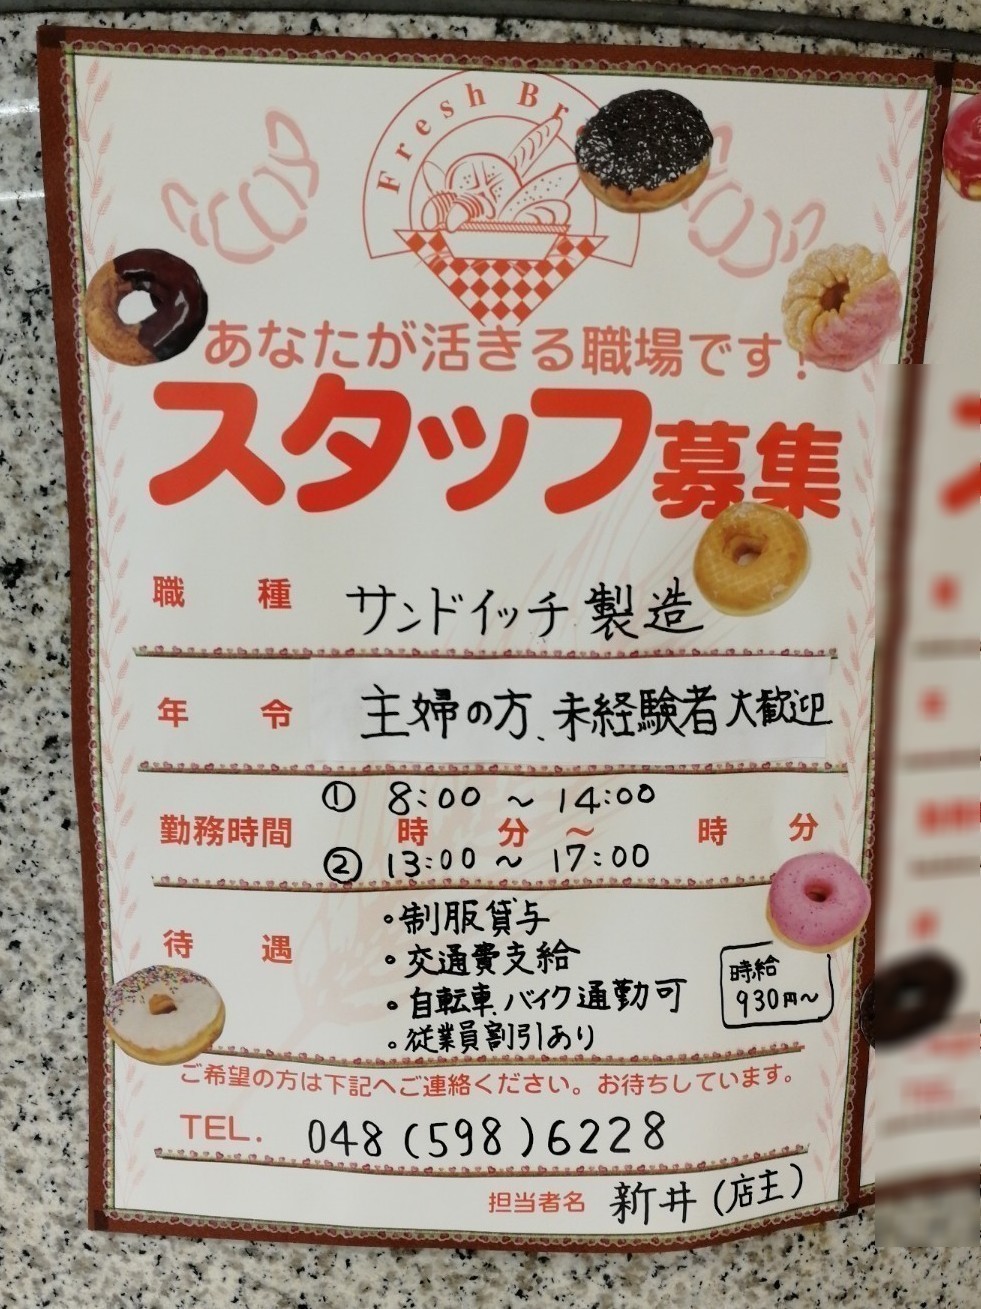 Fresh Br
あなたが活きる職場です!
スタッフ募集
職種 サンドイッチ製造
年令 主婦の方、未経験者大歓迎
① 8:00 ~ 14:00
勤務時間 時 分 ~ 時 分
② 13:00 ~ 17:00
待遇
・制服貸与
・交通費支給
・自転車、バイク通勤可
・従業員割引あり
時給
930円~
ご希望の方は下記へご連絡ください。お待ちしています。
TEL. 048(598)6228
担当者名 新井(店主)